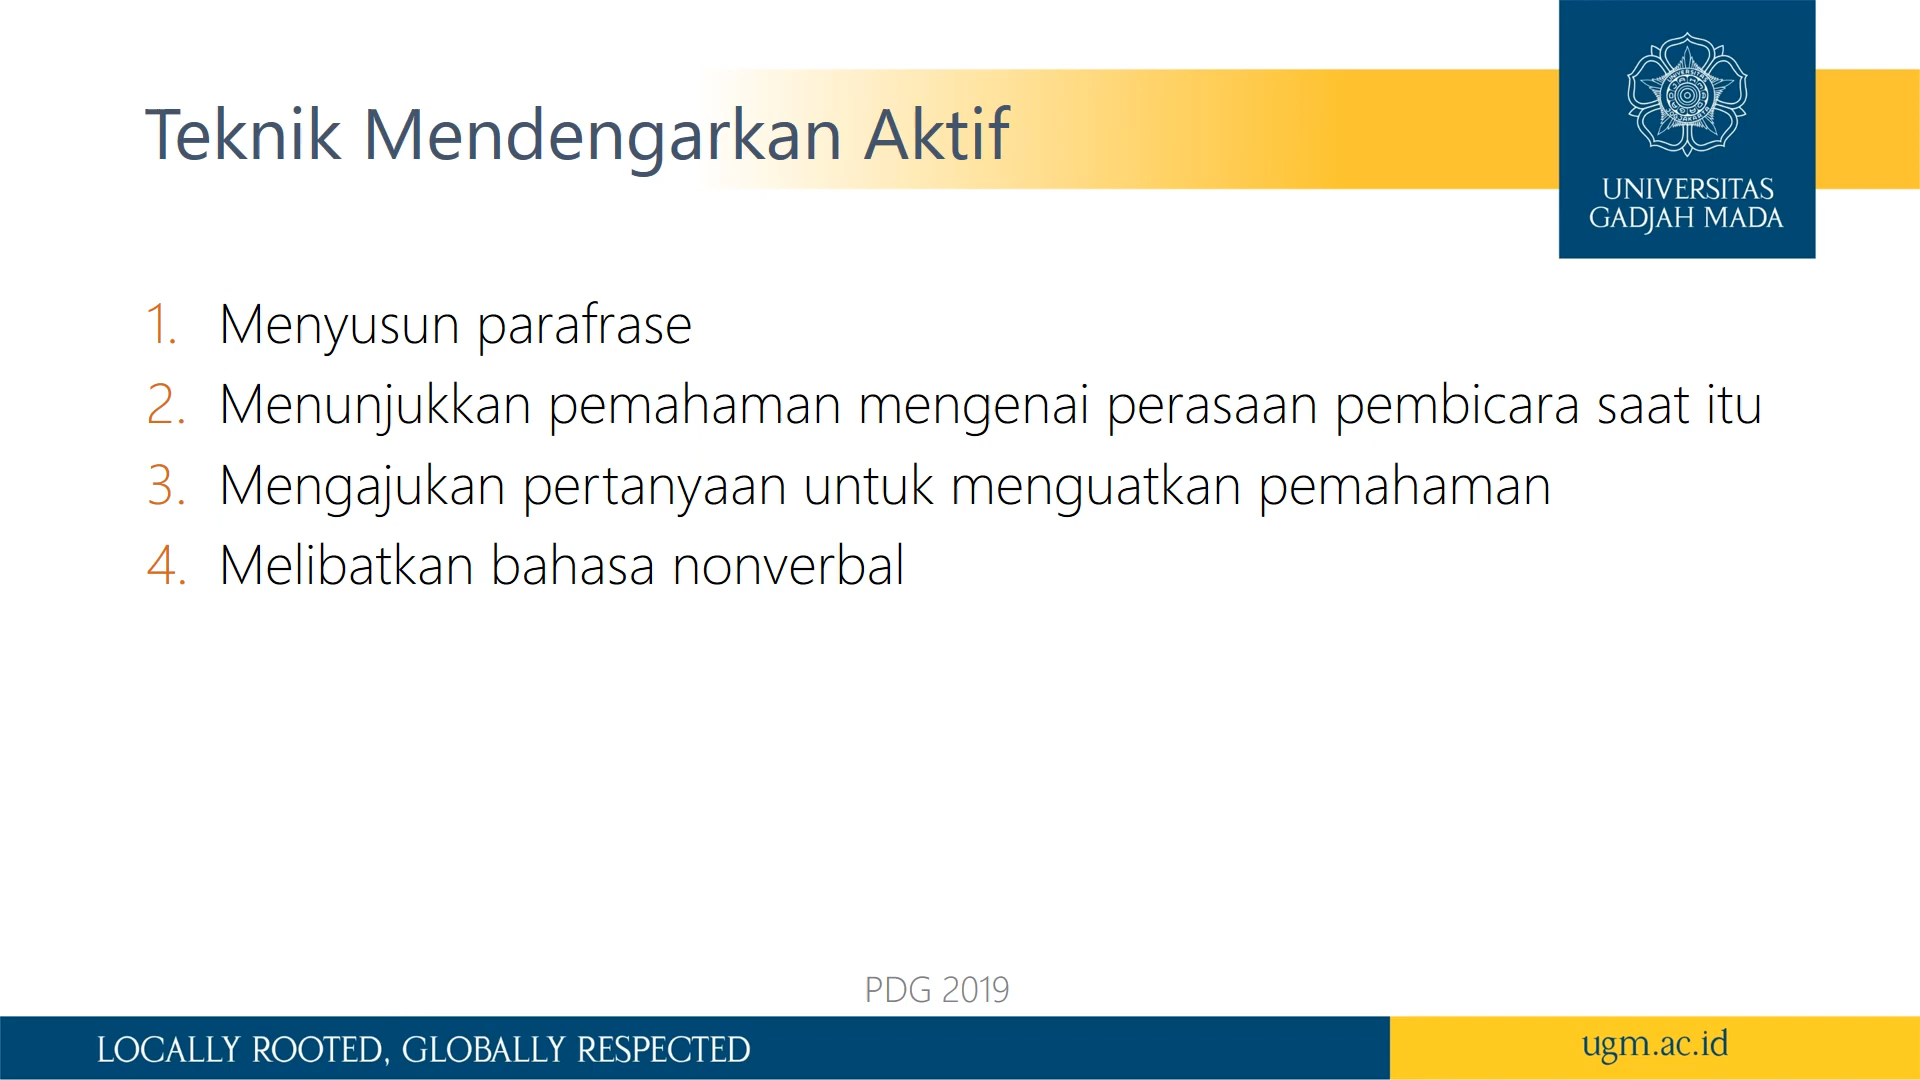 Teknik Mendengarkan Aktif
UNIVERSITAS
GADJAH MADA
1. Menyusun parafrase
2. Menunjukkan pemahaman mengenai perasaan pembicara saat itu
3. Mengajukan pertanyaan untuk menguatkan pemahaman
4. Melibatkan bahasa nonverbal
PDG 2019
LOCALLY ROOTED, GLOBALLY RESPECTED
ugm.ac.id